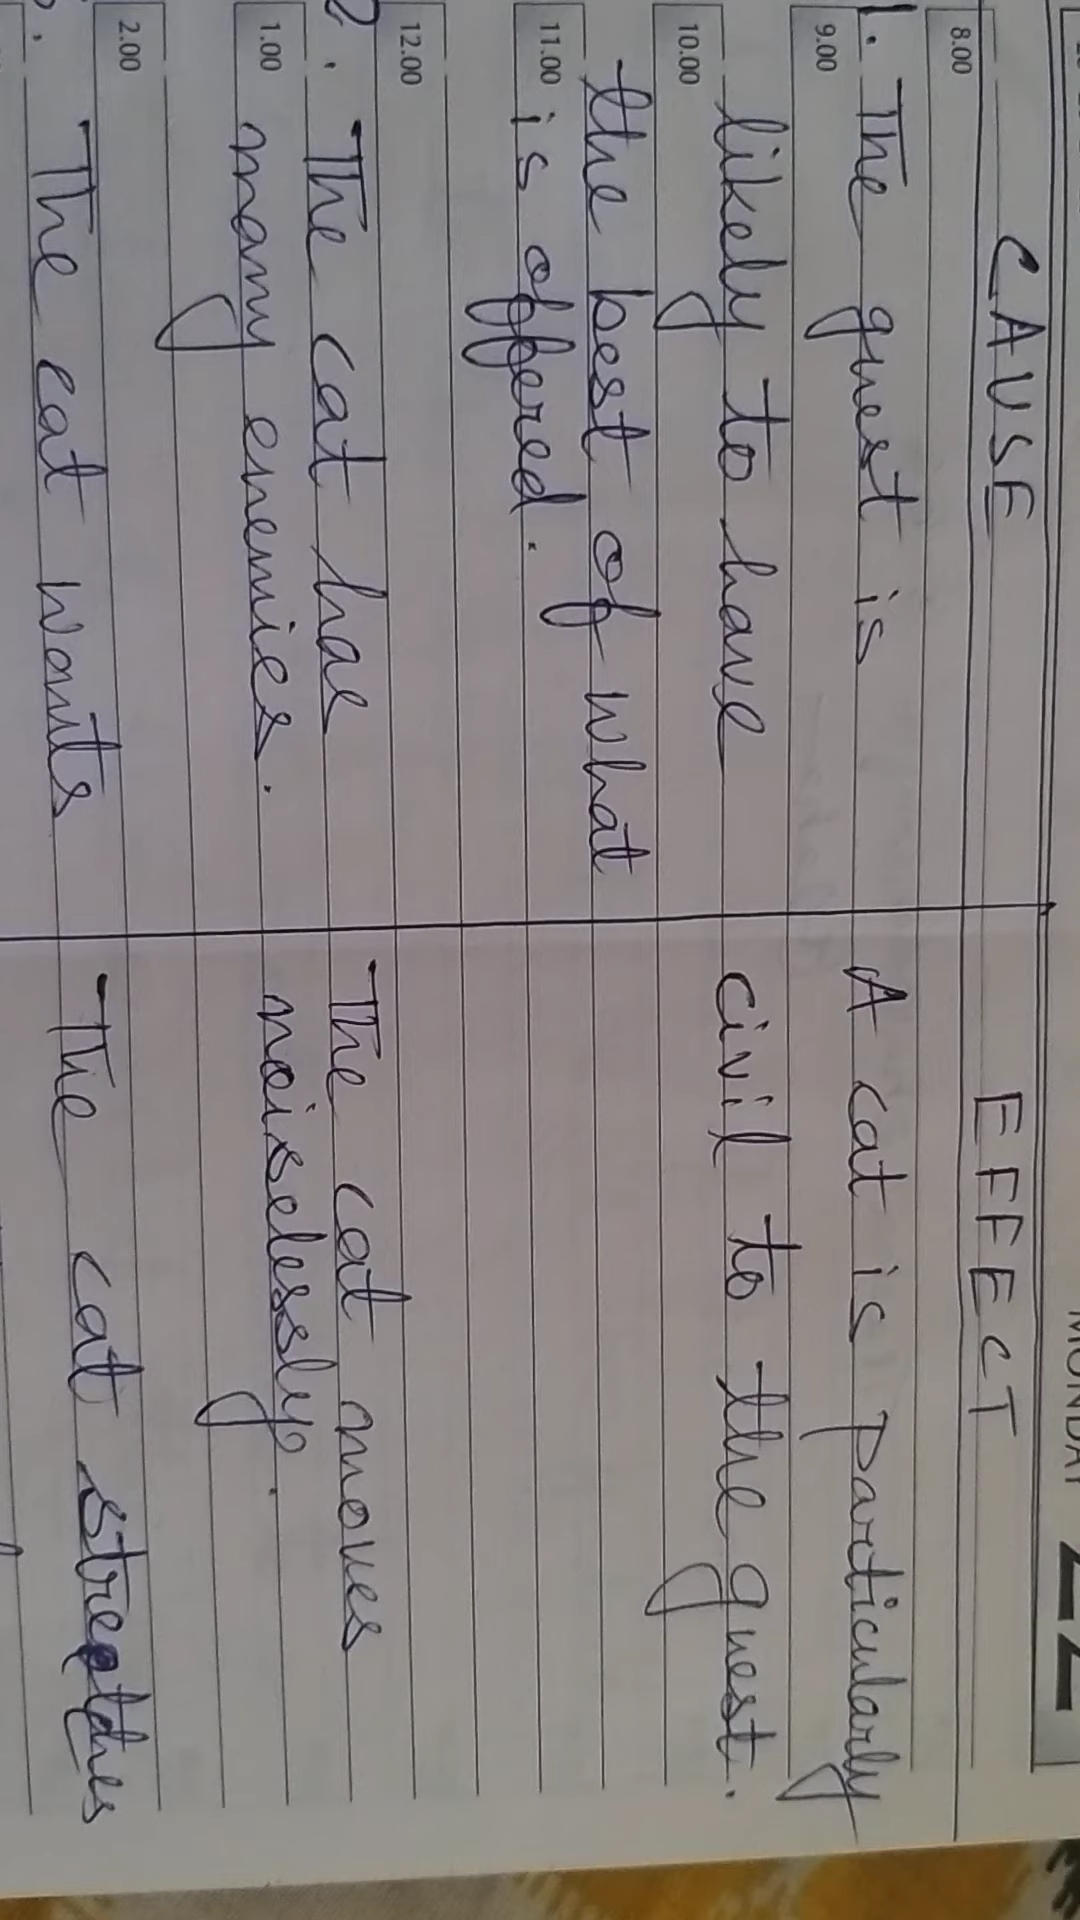 MONDAY 22
CAUSE EFFECT
8.00
1. The guest is A cat is particularly
9.00
likely to have civil to the guest.
10.00
the best of what
11.00
is offered.
12.00
2. The cat has The cat moves
1.00
many enemies. noiselessly.
2.00
The cat wants The cat stretches